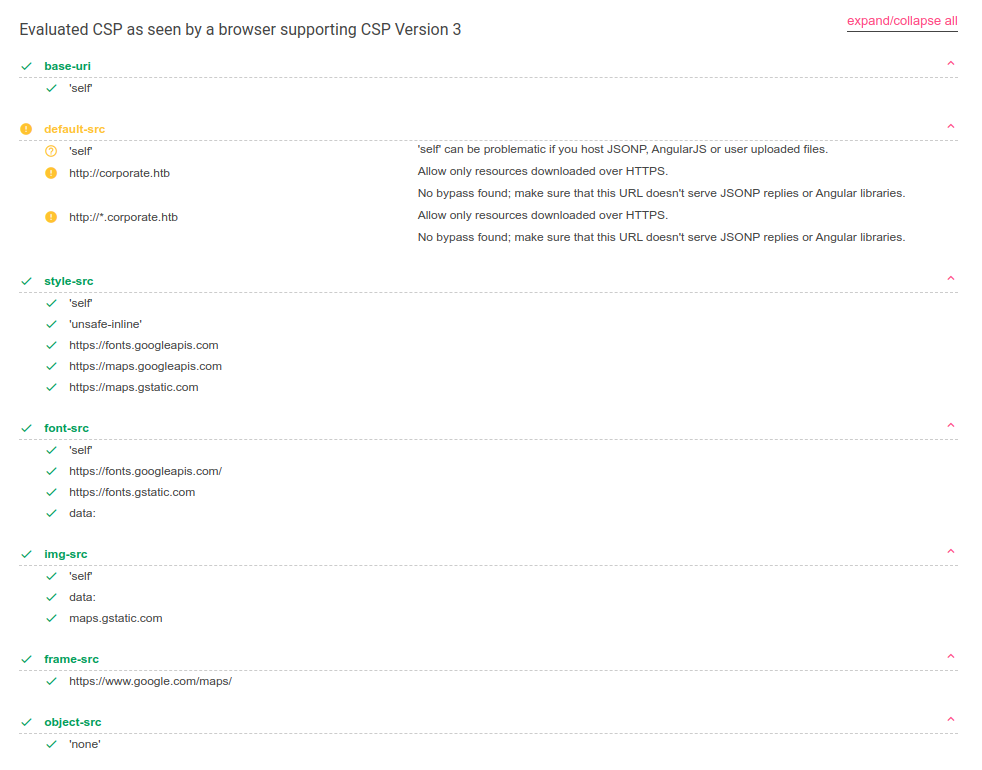 Evaluated CSP as seen by a browser supporting CSP Version 3
expand/collapse all
base-uri
'self'
default-src
'self' 'self' can be problematic if you host JSONP, AngularJS or user uploaded files.
http://corporate.htb Allow only resources downloaded over HTTPS.
No bypass found; make sure that this URL doesn't serve JSONP replies or Angular libraries.
http://*.corporate.htb Allow only resources downloaded over HTTPS.
No bypass found; make sure that this URL doesn't serve JSONP replies or Angular libraries.
style-src
'self'
'unsafe-inline'
https://fonts.googleapis.com
https://maps.googleapis.com
https://maps.gstatic.com
font-src
'self'
https://fonts.googleapis.com/
https://fonts.gstatic.com
data:
img-src
'self'
data:
maps.gstatic.com
frame-src
https://www.google.com/maps/
object-src
'none'